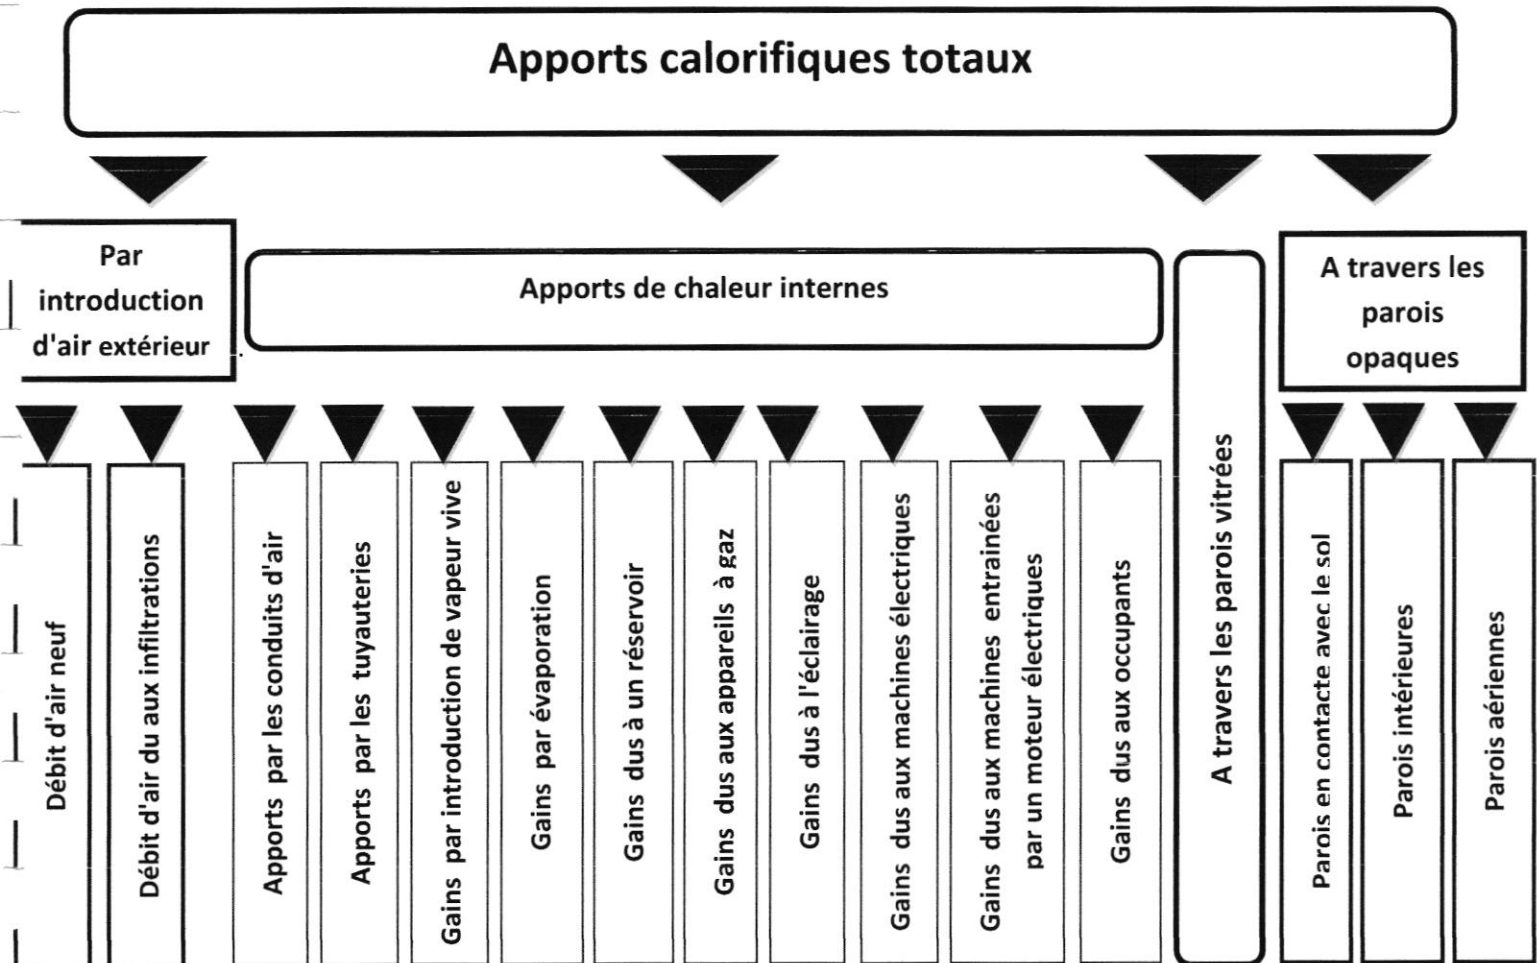 Apports calorifiques totaux
Par
introduction
d'air extérieur
Apports de chaleur internes
A travers les parois vitrées
A travers les
parois
opaques
Débit d'air neuf
Débit d'air du aux infiltrations
Apports par les conduits d'air
Apports par les tuyauteries
Gains par introduction de vapeur vive
Gains par évaporation
Gains dus à un réservoir
Gains dus aux appareils à gaz
Gains dus à l'éclairage
Gains dus aux machines électriques
Gains dus aux machines entrainées
par un moteur électriques
Gains dus aux occupants
Parois en contacte avec le sol
Parois intérieures
Parois aériennes